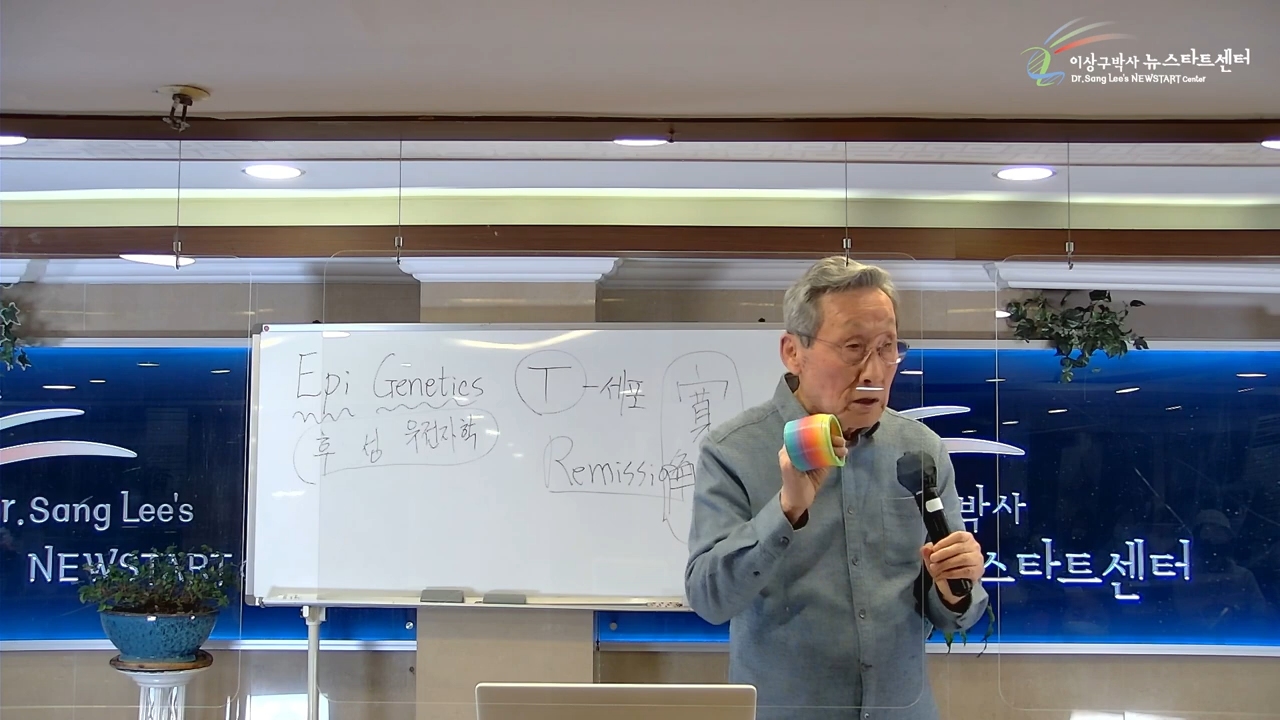 이상구박사 뉴스타트센터
Dr.Sang Lee's NEWSTART Center
Epi Genetics
T-세포
寬
후성 유전자학
Remissio
r.Sang Lee's
NEWSTART
박사
스타트센터